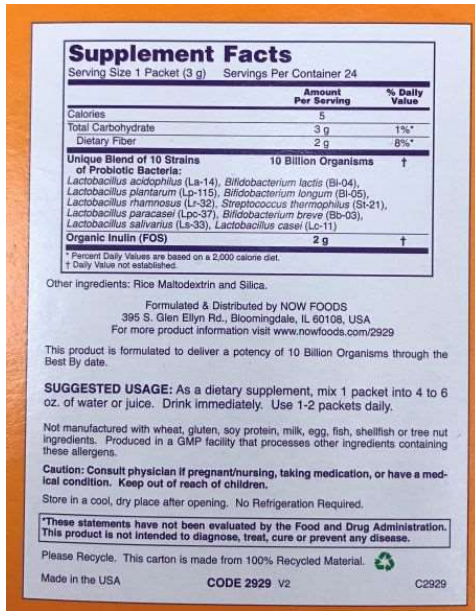 Supplement Facts
Serving Size 1 Packet (3 g) Servings Per Container 24
Amount Per Serving % Daily Value
Calories 5
Total Carbohydrate 3 g 1%*
Dietary Fiber 2 g 8%*
Unique Blend of 10 Strains 10 Billion Organisms †
of Probiotic Bacteria:
Lactobacillus acidophilus (La-14), Bifidobacterium lactis (Bl-04),
Lactobacillus plantarum (Lp-115), Bifidobacterium longum (Bl-05),
Lactobacillus rhamnosus (Lr-32), Streptococcus thermophilus (St-21),
Lactobacillus paracasei (Lpc-37), Bifidobacterium breve (Bb-03),
Lactobacillus salivarius (Ls-33), Lactobacillus casei (Lc-11)
Organic Inulin (FOS) 2 g †
* Percent Daily Values are based on a 2,000 calorie diet.
† Daily Value not established.
Other ingredients: Rice Maltodextrin and Silica.
Formulated & Distributed by NOW FOODS
395 S. Glen Ellyn Rd., Bloomingdale, IL 60108, USA
For more product information visit www.nowfoods.com/2929
This product is formulated to deliver a potency of 10 Billion Organisms through the
Best By date.
SUGGESTED USAGE: As a dietary supplement, mix 1 packet into 4 to 6
oz. of water or juice. Drink immediately. Use 1-2 packets daily.
Not manufactured with wheat, gluten, soy protein, milk, egg, fish, shellfish or tree nut
ingredients. Produced in a GMP facility that processes other ingredients containing
these allergens.
Caution: Consult physician if pregnant/nursing, taking medication, or have a med-
ical condition. Keep out of reach of children.
Store in a cool, dry place after opening. No Refrigeration Required.
*These statements have not been evaluated by the Food and Drug Administration.
This product is not intended to diagnose, treat, cure or prevent any disease.
Please Recycle. This carton is made from 100% Recycled Material.
Made in the USA CODE 2929 V2 C2929